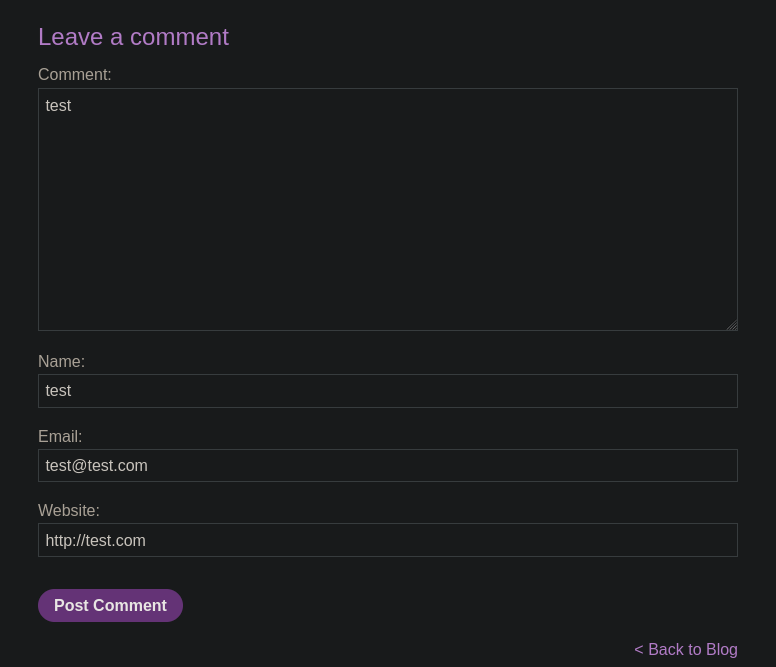 Leave a comment
Comment:
test
Name:
test
Email:
test@test.com
Website:
http://test.com
Post Comment
< Back to Blog